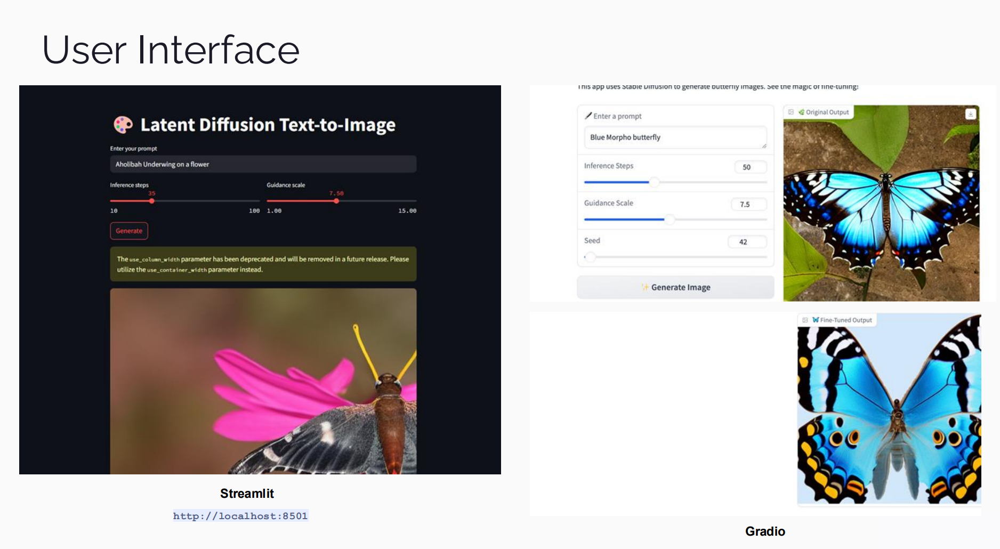 User Interface
Latent Diffusion Text-to-Image
Enter your prompt
Aholibah Underwing on a flower
Inference steps
35
10
100
Guidance scale
7.50
1.00
15.00
Generate
The use_column_width parameter has been deprecated and will be removed in a future release. Please
utilize the use_container_width parameter instead.
Streamlit
http://localhost:8501
This app uses Stable Diffusion to generate butterfly images. See the magic of fine-tuning!
Enter a prompt
Blue Morpho butterfly
Inference Steps
50
Guidance Scale
7.5
Seed
42
Generate Image
Original Output
Fine-Tuned Output
Gradio